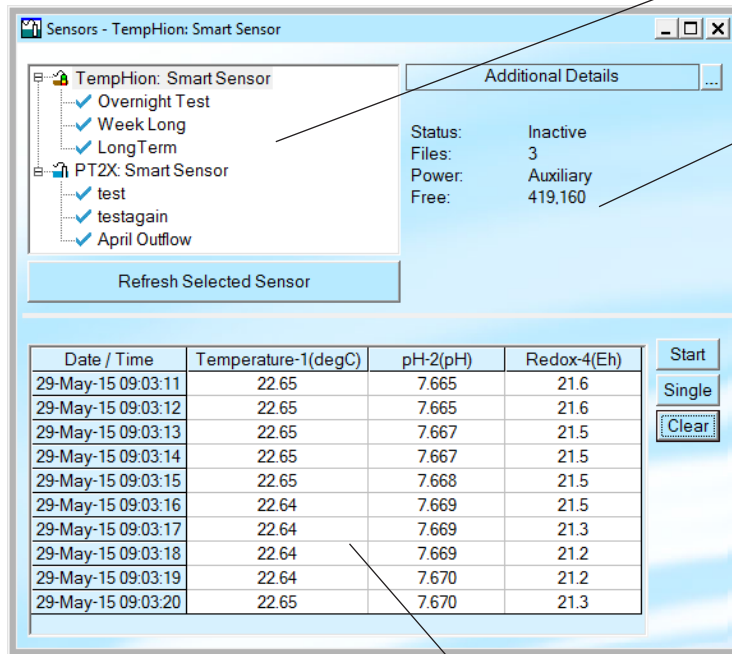 Sensors - TempHion: Smart Sensor
TempHion: Smart Sensor
Overnight Test
Week Long
LongTerm
PT2X: Smart Sensor
test
testagain
April Outflow
Refresh Selected Sensor
Additional Details ...
Status: Inactive
Files: 3
Power: Auxiliary
Free: 419,160
Date / Time Temperature-1(degC) pH-2(pH) Redox-4(Eh)
29-May-15 09:03:11 22.65 7.665 21.6
29-May-15 09:03:12 22.65 7.665 21.6
29-May-15 09:03:13 22.65 7.667 21.5
29-May-15 09:03:14 22.65 7.667 21.5
29-May-15 09:03:15 22.65 7.668 21.5
29-May-15 09:03:16 22.64 7.669 21.5
29-May-15 09:03:17 22.64 7.669 21.3
29-May-15 09:03:18 22.64 7.669 21.2
29-May-15 09:03:19 22.64 7.670 21.2
29-May-15 09:03:20 22.65 7.670 21.3
Start
Single
Clear